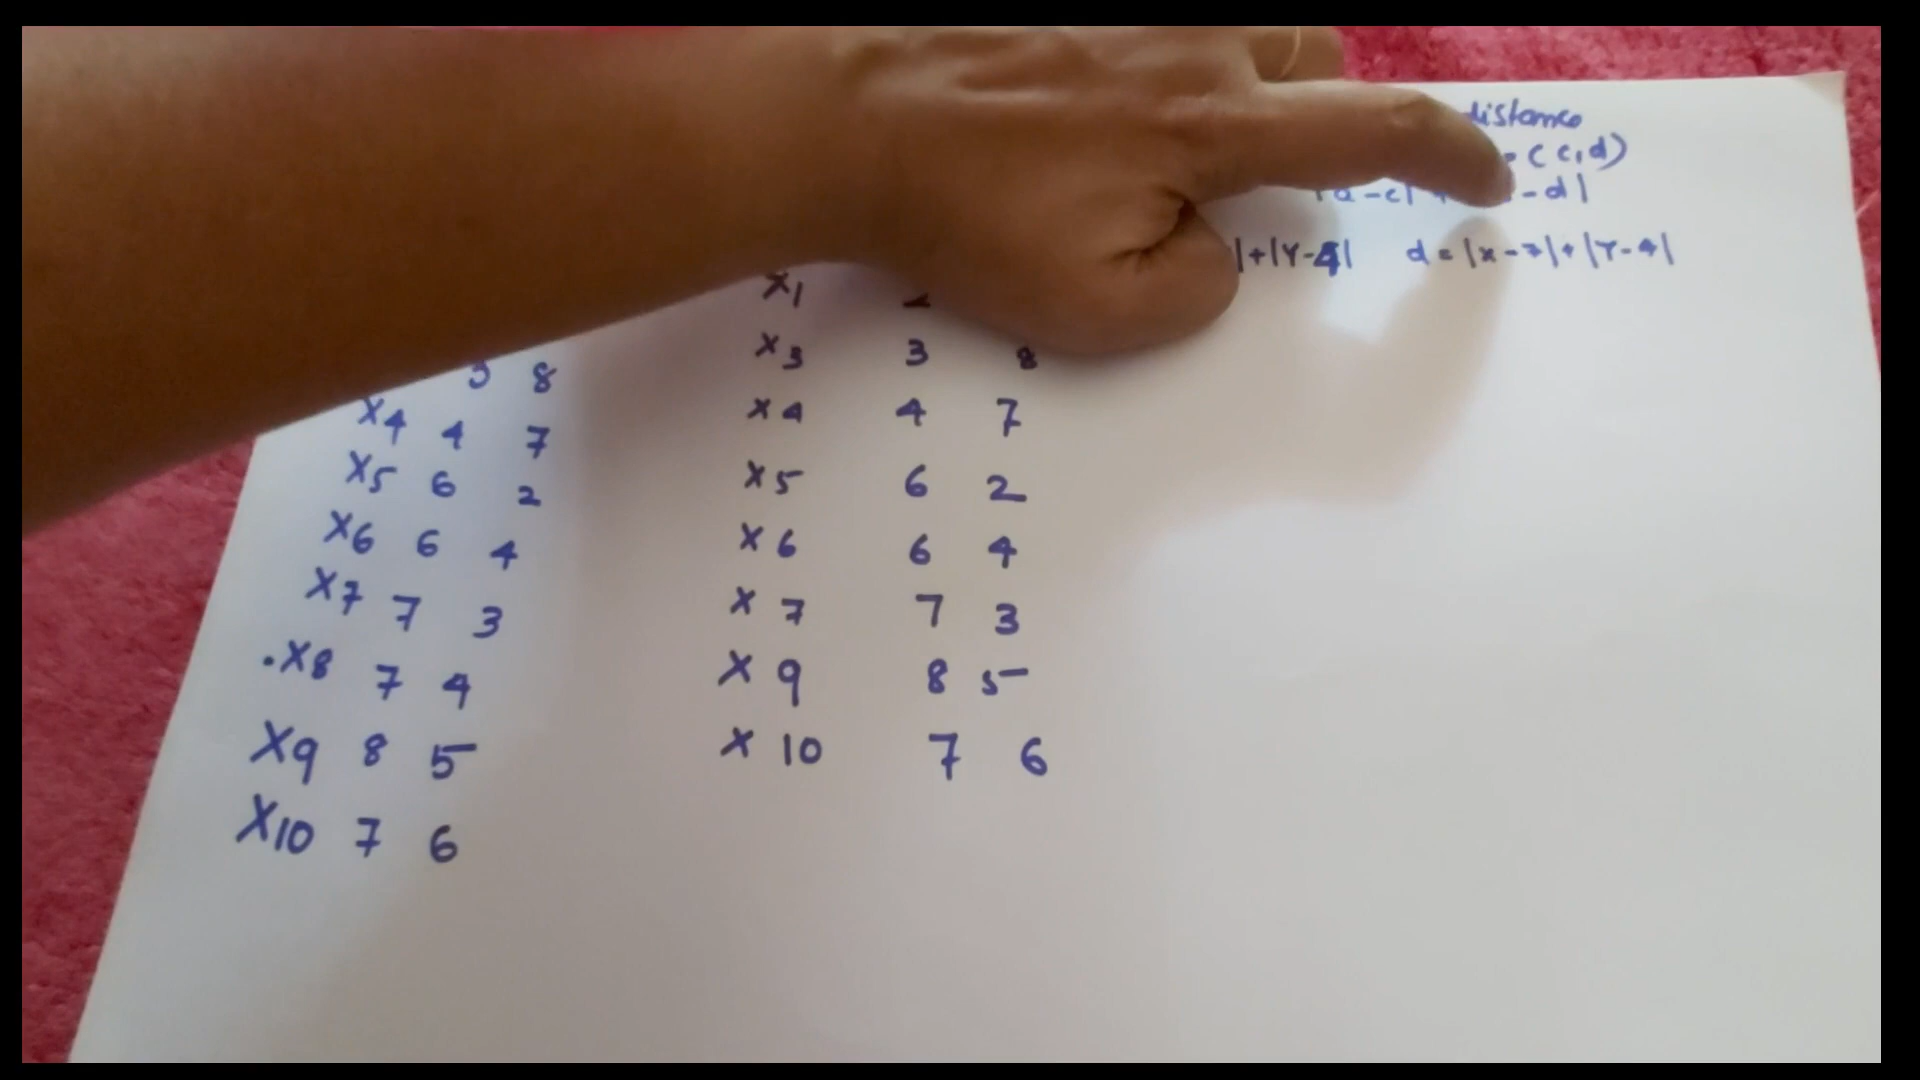 distance
(c,d)
|a-c| + -d|
|+|Y-4| d=|x-7|+|Y-4|
3 8
X4 4 7
X5 6 2
X6 6 4
X7 7 3
.X8 7 4
X9 8 5
X10 7 6
X1
X3 3 8
X4 4 7
X5 6 2
X6 6 4
X7 7 3
X9 8 5
X10 7 6